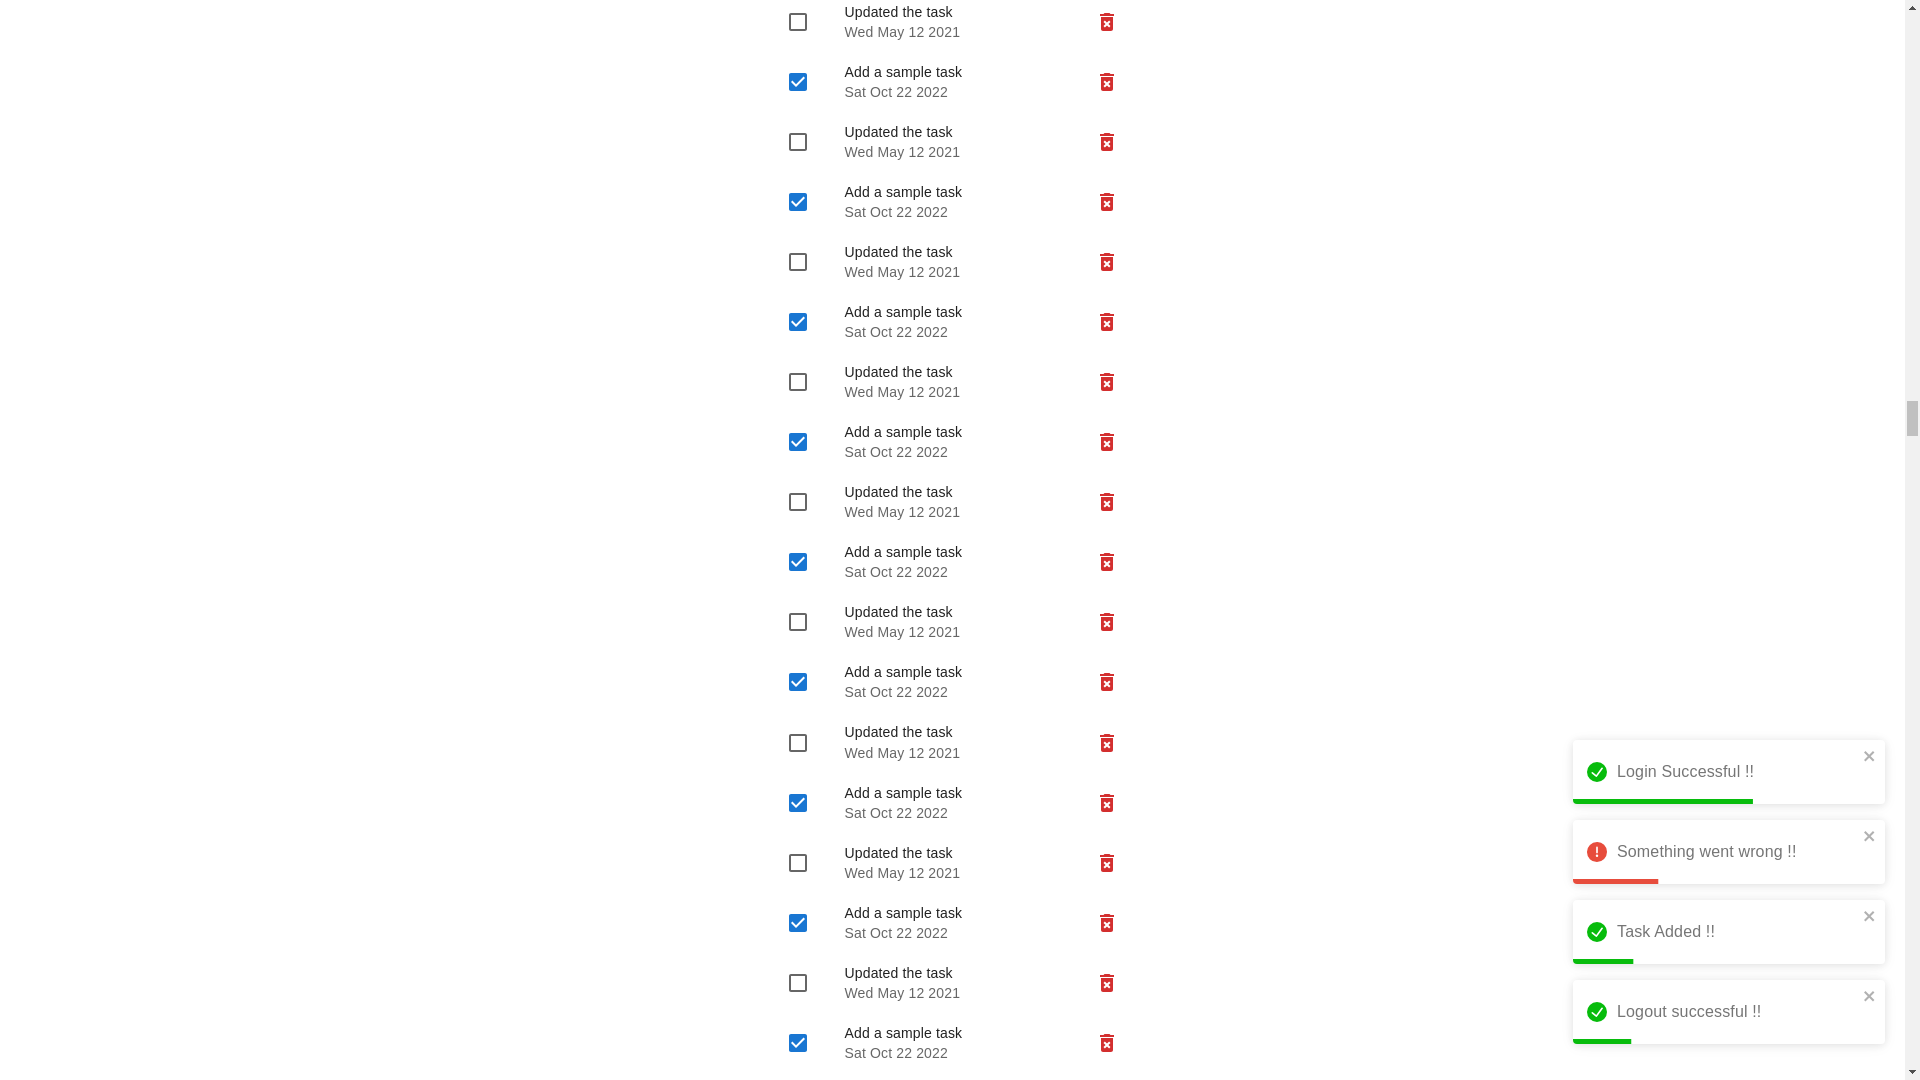 Updated the task
Wed May 12 2021
Add a sample task
Sat Oct 22 2022
Updated the task
Wed May 12 2021
Add a sample task
Sat Oct 22 2022
Updated the task
Wed May 12 2021
Add a sample task
Sat Oct 22 2022
Updated the task
Wed May 12 2021
Add a sample task
Sat Oct 22 2022
Updated the task
Wed May 12 2021
Add a sample task
Sat Oct 22 2022
Updated the task
Wed May 12 2021
Add a sample task
Sat Oct 22 2022
Updated the task
Wed May 12 2021
Add a sample task
Sat Oct 22 2022
Updated the task
Wed May 12 2021
Add a sample task
Sat Oct 22 2022
Updated the task
Wed May 12 2021
Add a sample task
Sat Oct 22 2022
Login Successful !!
Something went wrong !!
Task Added !!
Logout successful !!